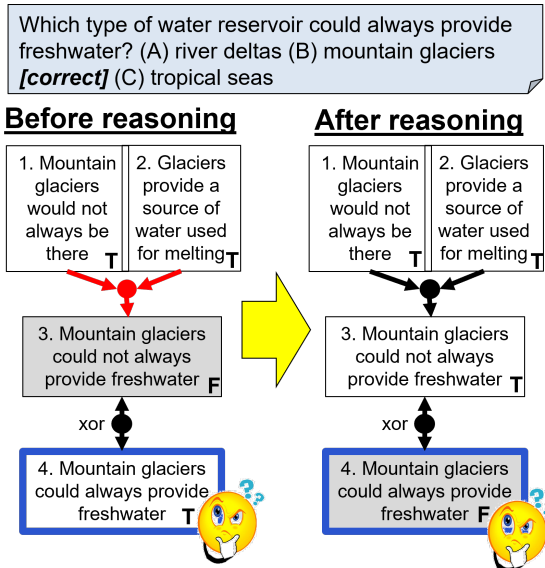 Which type of water reservoir could always provide
freshwater? (A) river deltas (B) mountain glaciers
[correct] (C) tropical seas
Before reasoning
After reasoning
1. Mountain
glaciers
would not
always be
there T
2. Glaciers
provide a
source of
water used
for melting T
3. Mountain glaciers
could not always
provide freshwater F
xor
4. Mountain glaciers
could always provide
freshwater T
??
1. Mountain
glaciers
would not
always be
there T
2. Glaciers
provide a
source of
water used
for melting T
3. Mountain glaciers
could not always
provide freshwater T
xor
4. Mountain glaciers
could always provide
freshwater F
??